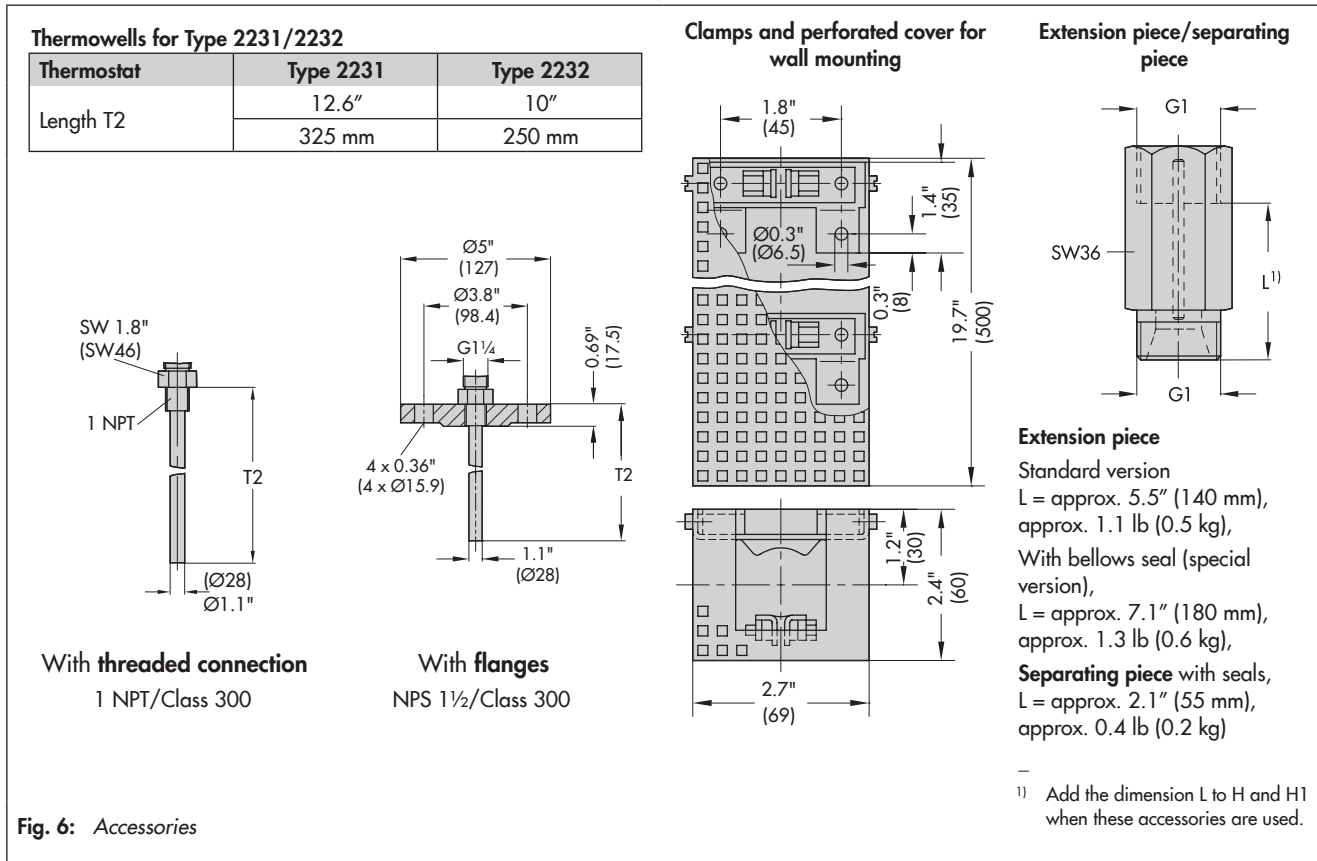 Thermowells for Type 2231/2232
Thermostat Type 2231 Type 2232
Length T2
12.6″ 10″
325 mm 250 mm
SW 1.8"
(SW46)
1 NPT
T2
(Ø28)
Ø1.1"
With threaded connection
1 NPT/Class 300
Ø5"
(127)
Ø3.8"
(98.4)
G1¼
0.69"
(17.5)
4 x 0.36"
(4 x Ø15.9)
T2
1.1"
(Ø28)
With flanges
NPS 1½/Class 300
Clamps and perforated cover for
wall mounting
1.8"
(45)
1.4"
(35)
Ø0.3"
(Ø6.5)
0.3"
(8)
19.7"
(500)
1.2"
(30)
2.4"
(60)
2.7"
(69)
Extension piece/separating
piece
G1
SW36
L1)
G1
Extension piece
Standard version
L = approx. 5.5″ (140 mm),
approx. 1.1 lb (0.5 kg),
With bellows seal (special
version),
L = approx. 7.1″ (180 mm),
approx. 1.3 lb (0.6 kg),
Separating piece with seals,
L = approx. 2.1″ (55 mm),
approx. 0.4 lb (0.2 kg)
–
1) Add the dimension L to H and H1
when these accessories are used.
Fig. 6: Accessories